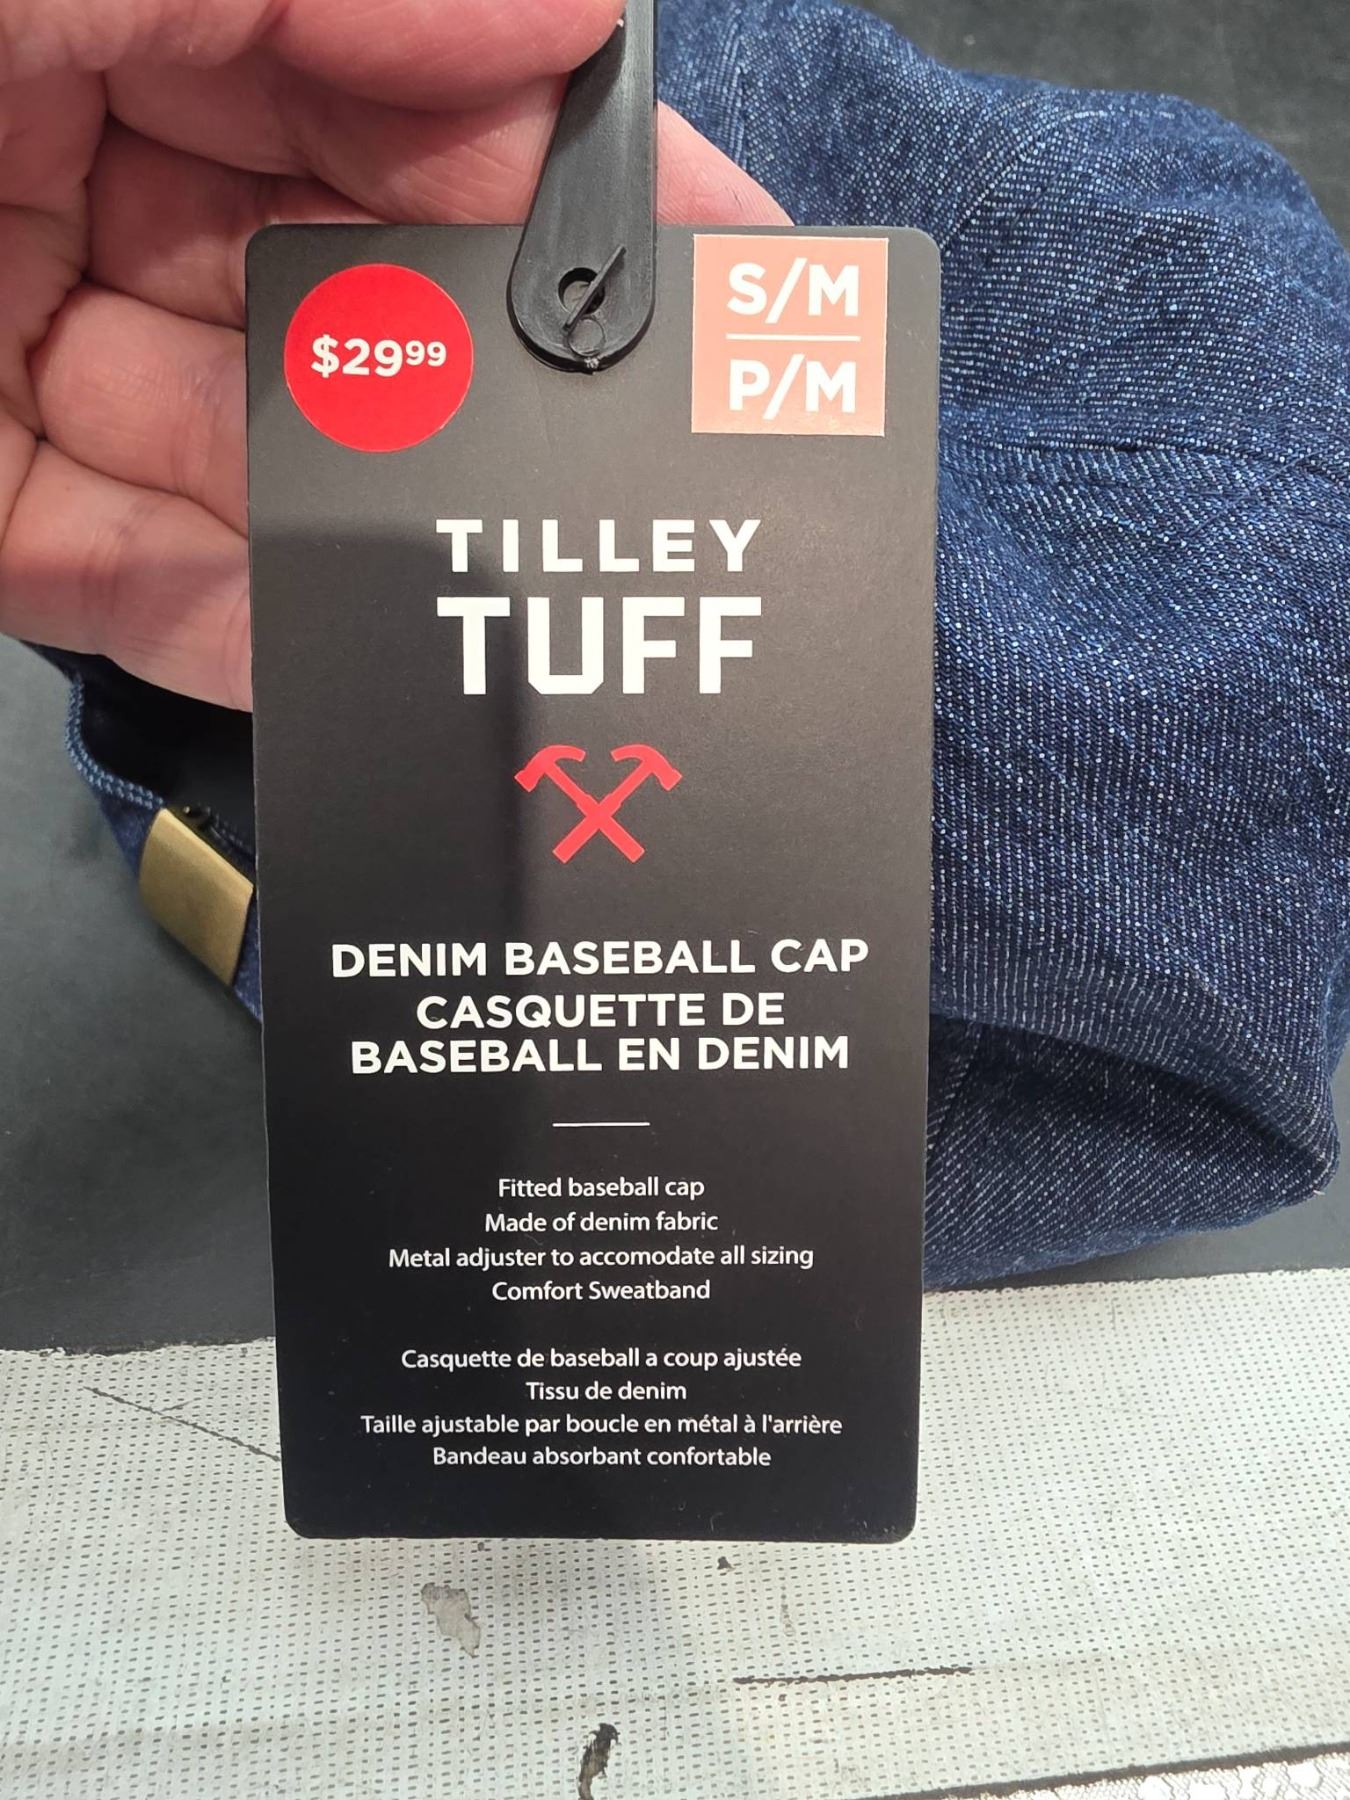 $29.99
S/M
P/M
TILLEY
TUFF
DENIM BASEBALL CAP
CASQUETTE DE
BASEBALL EN DENIM
Fitted baseball cap
Made of denim fabric
Metal adjuster to accomodate all sizing
Comfort Sweatband
Casquette de baseball a coup ajustée
Tissu de denim
Taille ajustable par boucle en métal à l'arrière
Bandeau absorbant confortable